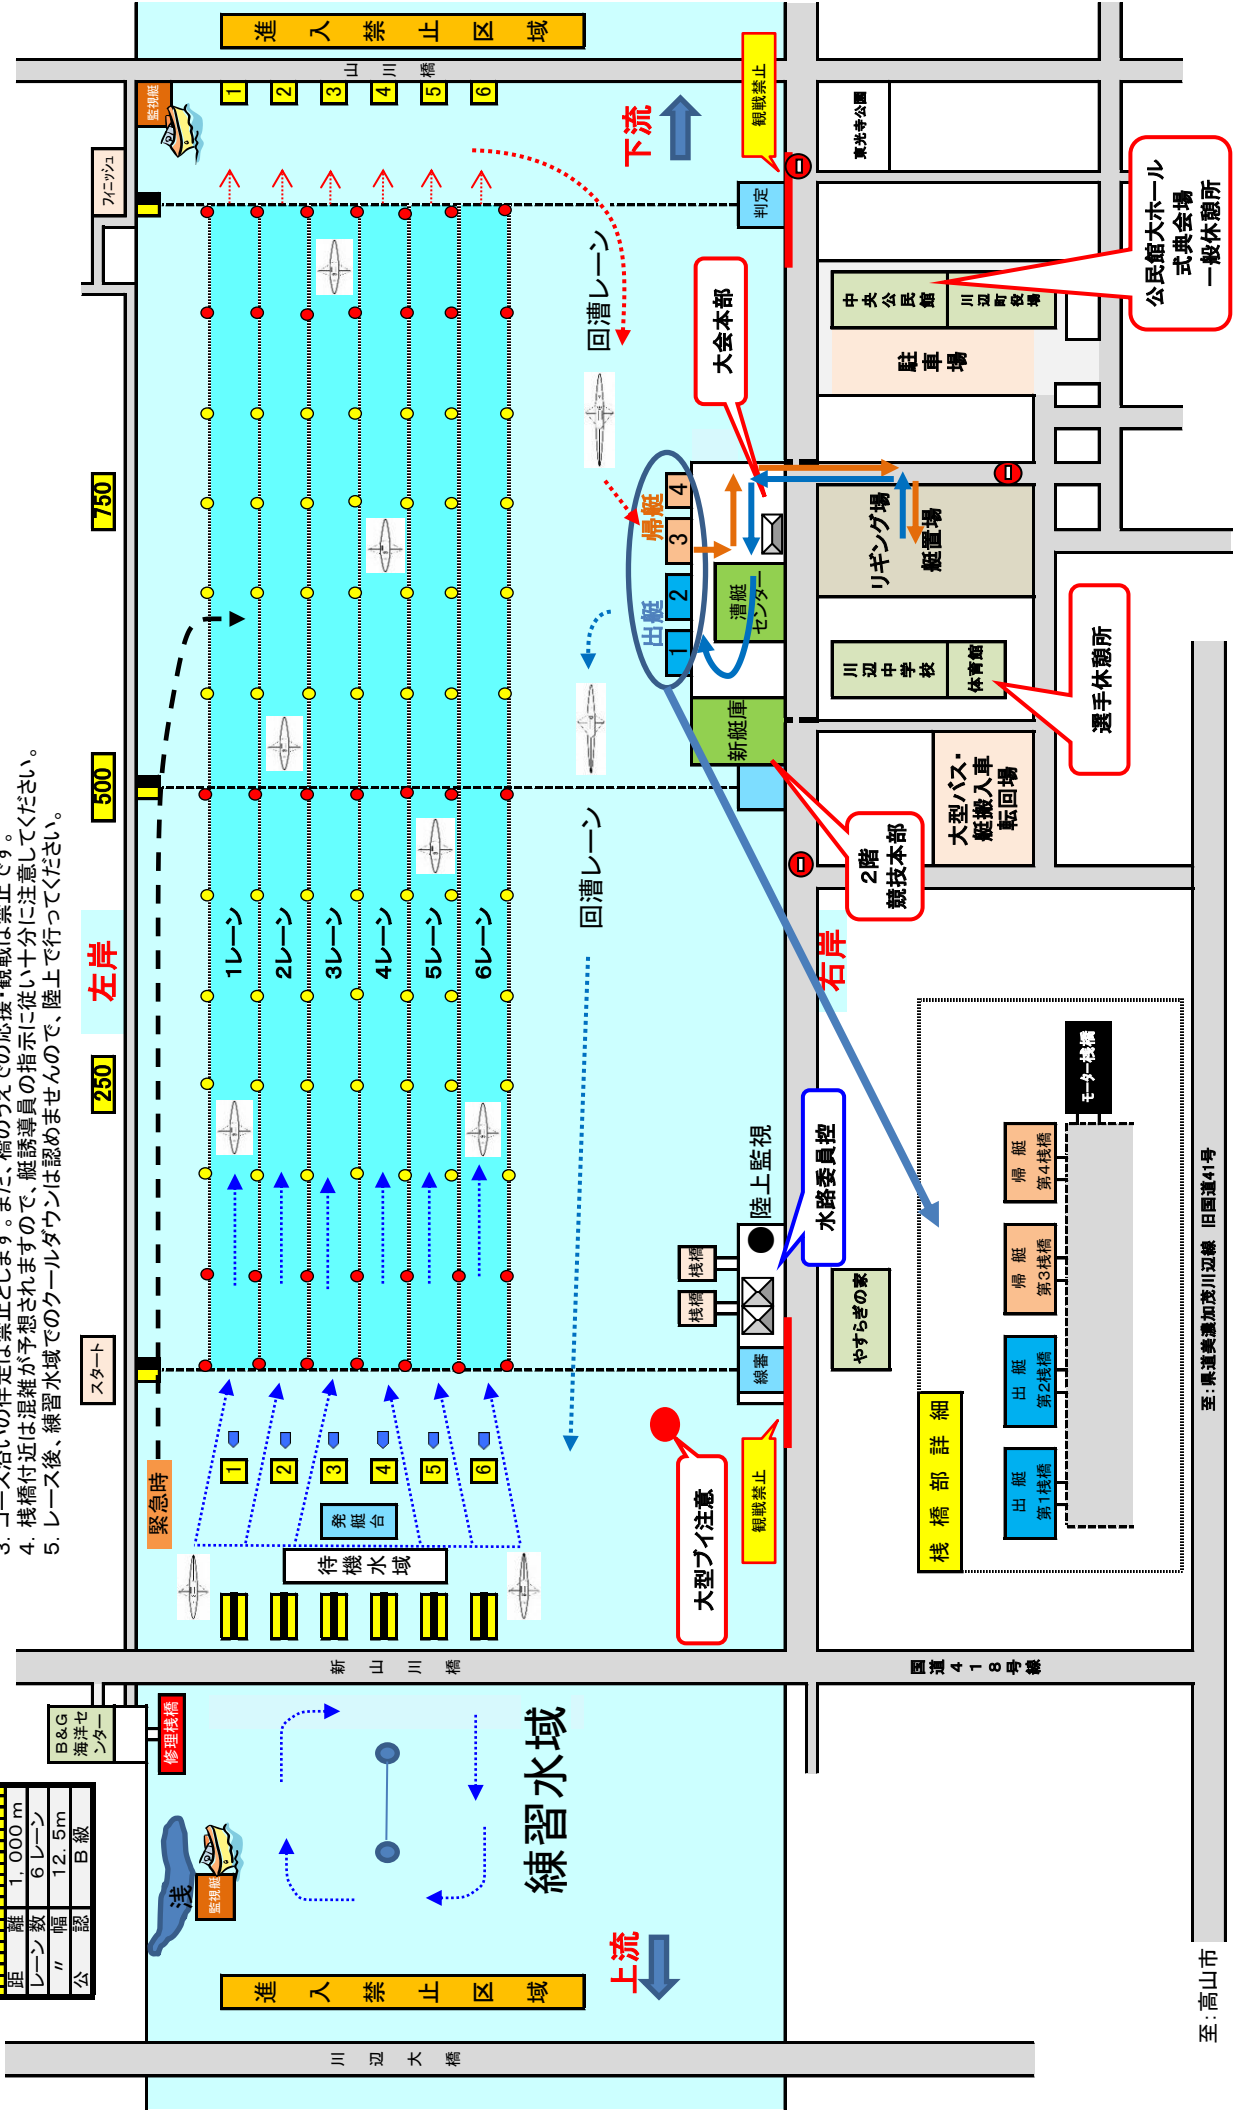 3. コース沿いの伴走は禁止とします。また、橋のうえでの応援・観戦は禁止です。
4. 桟橋付近は混雑が予想されますので、艇誘導員の指示に従い十分に注意してください。
5. レース後、練習水域でのクールダウンは認めませんので、陸上で行ってください。
距離 1,000ｍ
レーン数 6 レーン
〃 幅 12.5m
公認 B 級
B&G
海洋セ
ンター
修理桟橋
浅
監視艇
進入禁止区域
川辺大橋
上流
練習水域
新山川橋
国道418号線
緊急時
スタート
250
左岸
500
750
フィニッシュ
監視艇
待機水域
発艇台
1
2
3
4
5
6
1レーン
2レーン
3レーン
4レーン
5レーン
6レーン
1
2
3
4
5
6
山川橋
進入禁止区域
下流
回漕レーン
回漕レーン
大型ブイ注意
観戦禁止
線審
桟橋
桟橋
陸上監視
水路委員控
やすらぎの家
右岸
新艇庫
2階
競技本部
出艇
帰艇
1
2
3
4
漕艇
センター
大会本部
判定
観戦禁止
大型バス・
艇搬入車
転回場
川辺中学校
体育館
選手休憩所
リギング場
艇置場
駐車場
中央公民館
川辺町役場
公民館大ホール
式典会場
一般休憩所
東光寺公園
桟橋部詳細
出艇
第1桟橋
出艇
第2桟橋
帰艇
第3桟橋
帰艇
第4桟橋
モーター桟橋
至:県道美濃加茂川辺線 旧国道41号
至:高山市